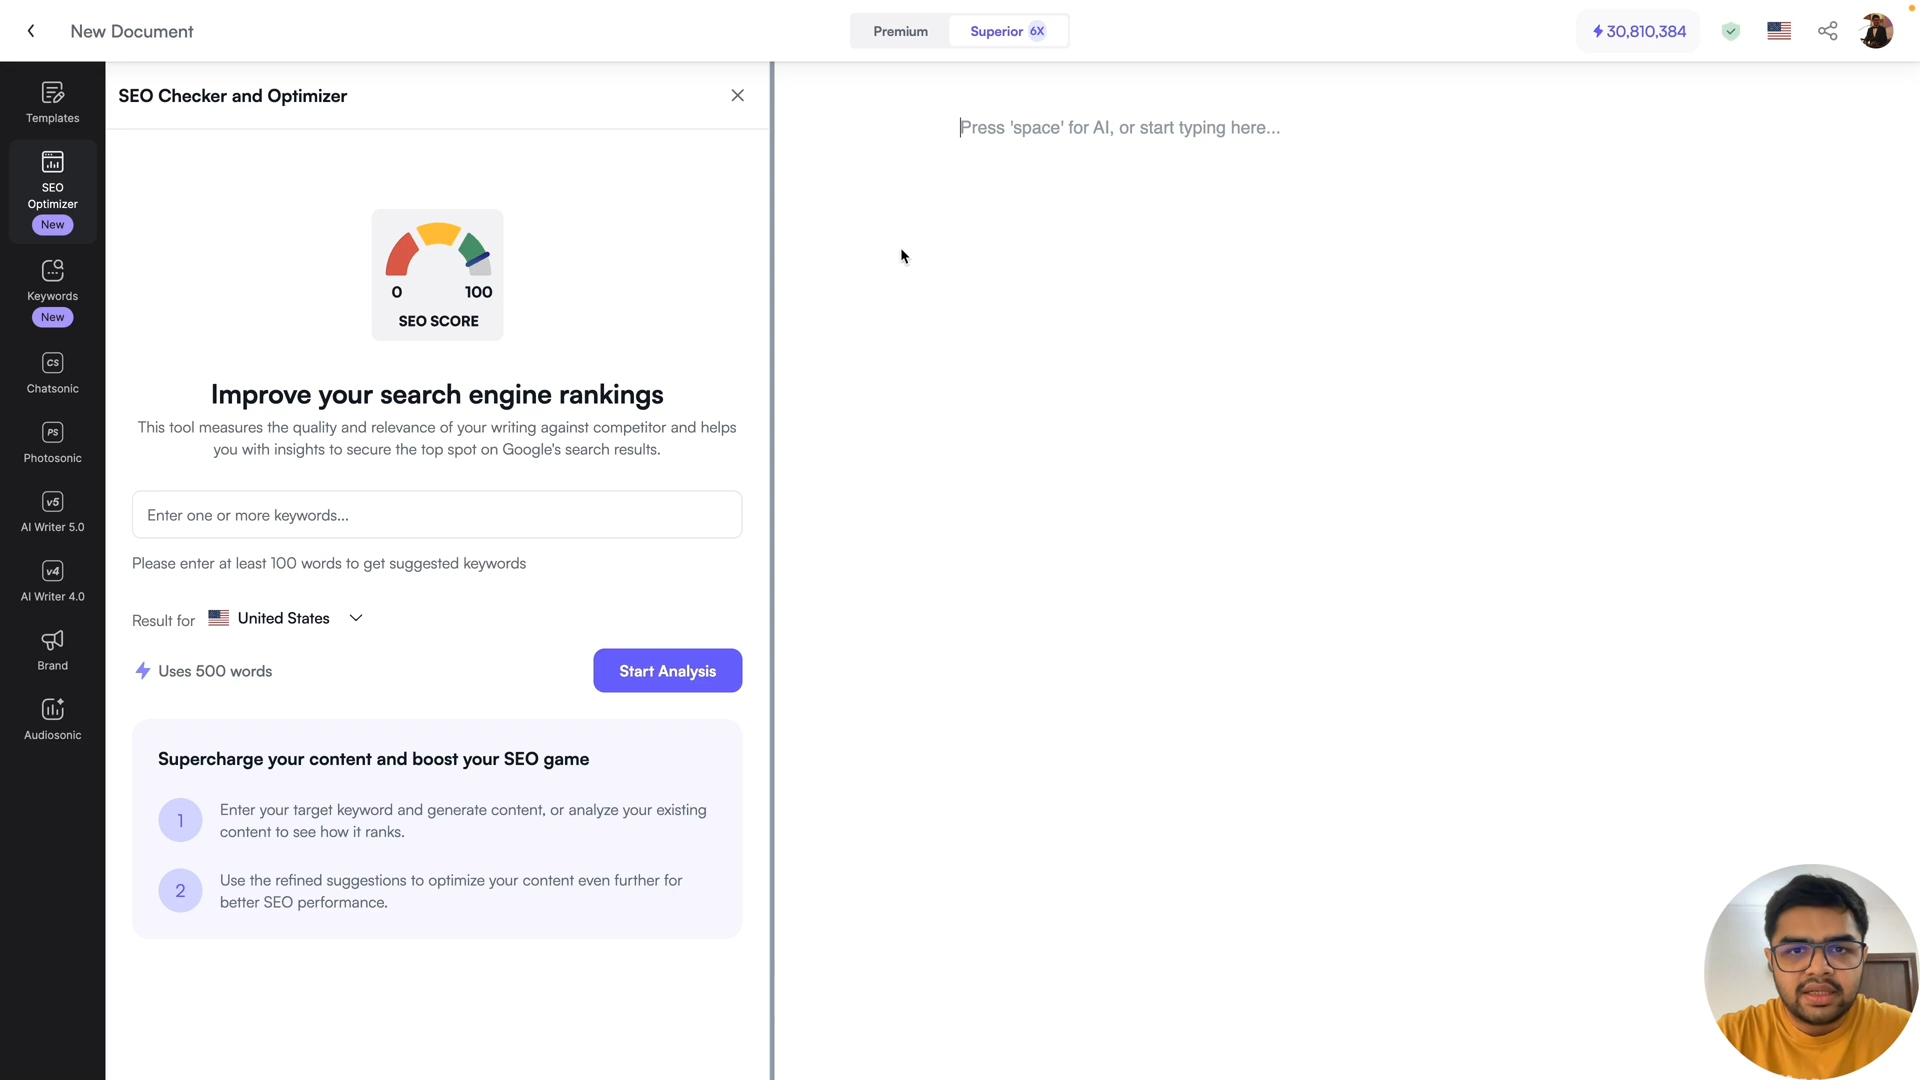 New Document
Premium
Superior 6X
30,810,384
Templates
SEO
Optimizer
New
Keywords
New
CS
Chatsonic
PS
Photosonic
v5
AI Writer 5.0
v4
AI Writer 4.0
Brand
Audiosonic
SEO Checker and Optimizer
0 100
SEO SCORE
Improve your search engine rankings
This tool measures the quality and relevance of your writing against competitor and helps
you with insights to secure the top spot on Google's search results.
Enter one or more keywords...
Please enter at least 100 words to get suggested keywords
Result for United States
Uses 500 words
Start Analysis
Supercharge your content and boost your SEO game
1
Enter your target keyword and generate content, or analyze your existing
content to see how it ranks.
2
Use the refined suggestions to optimize your content even further for
better SEO performance.
Press 'space' for AI, or start typing here...